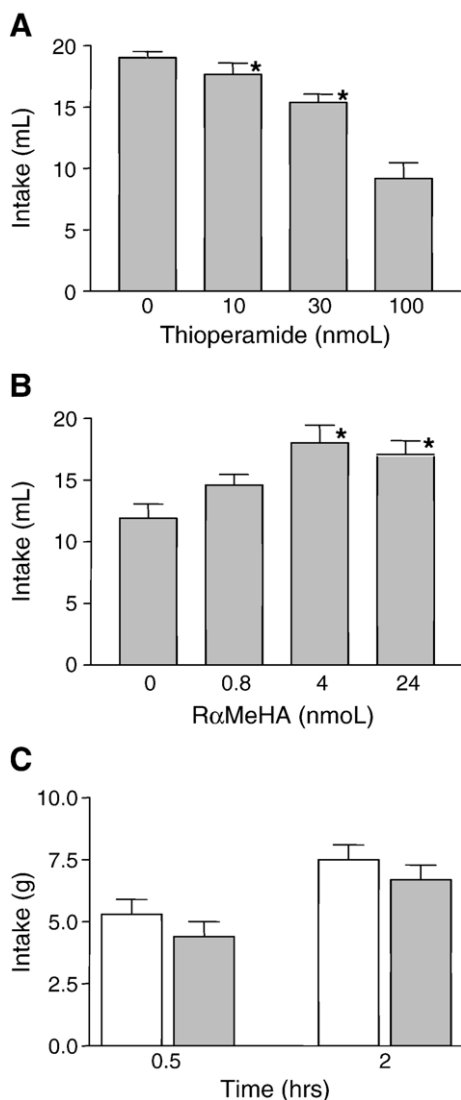 A
Intake (mL)
20
15
10
5
0
*
*
0 10 30 100
Thioperamide (nmoL)
B
Intake (mL)
20
15
10
5
0
*
*
0 0.8 4 24
RαMeHA (nmoL)
C
Intake (g)
10.0
7.5
5.0
2.5
0.0
0.5 2
Time (hrs)